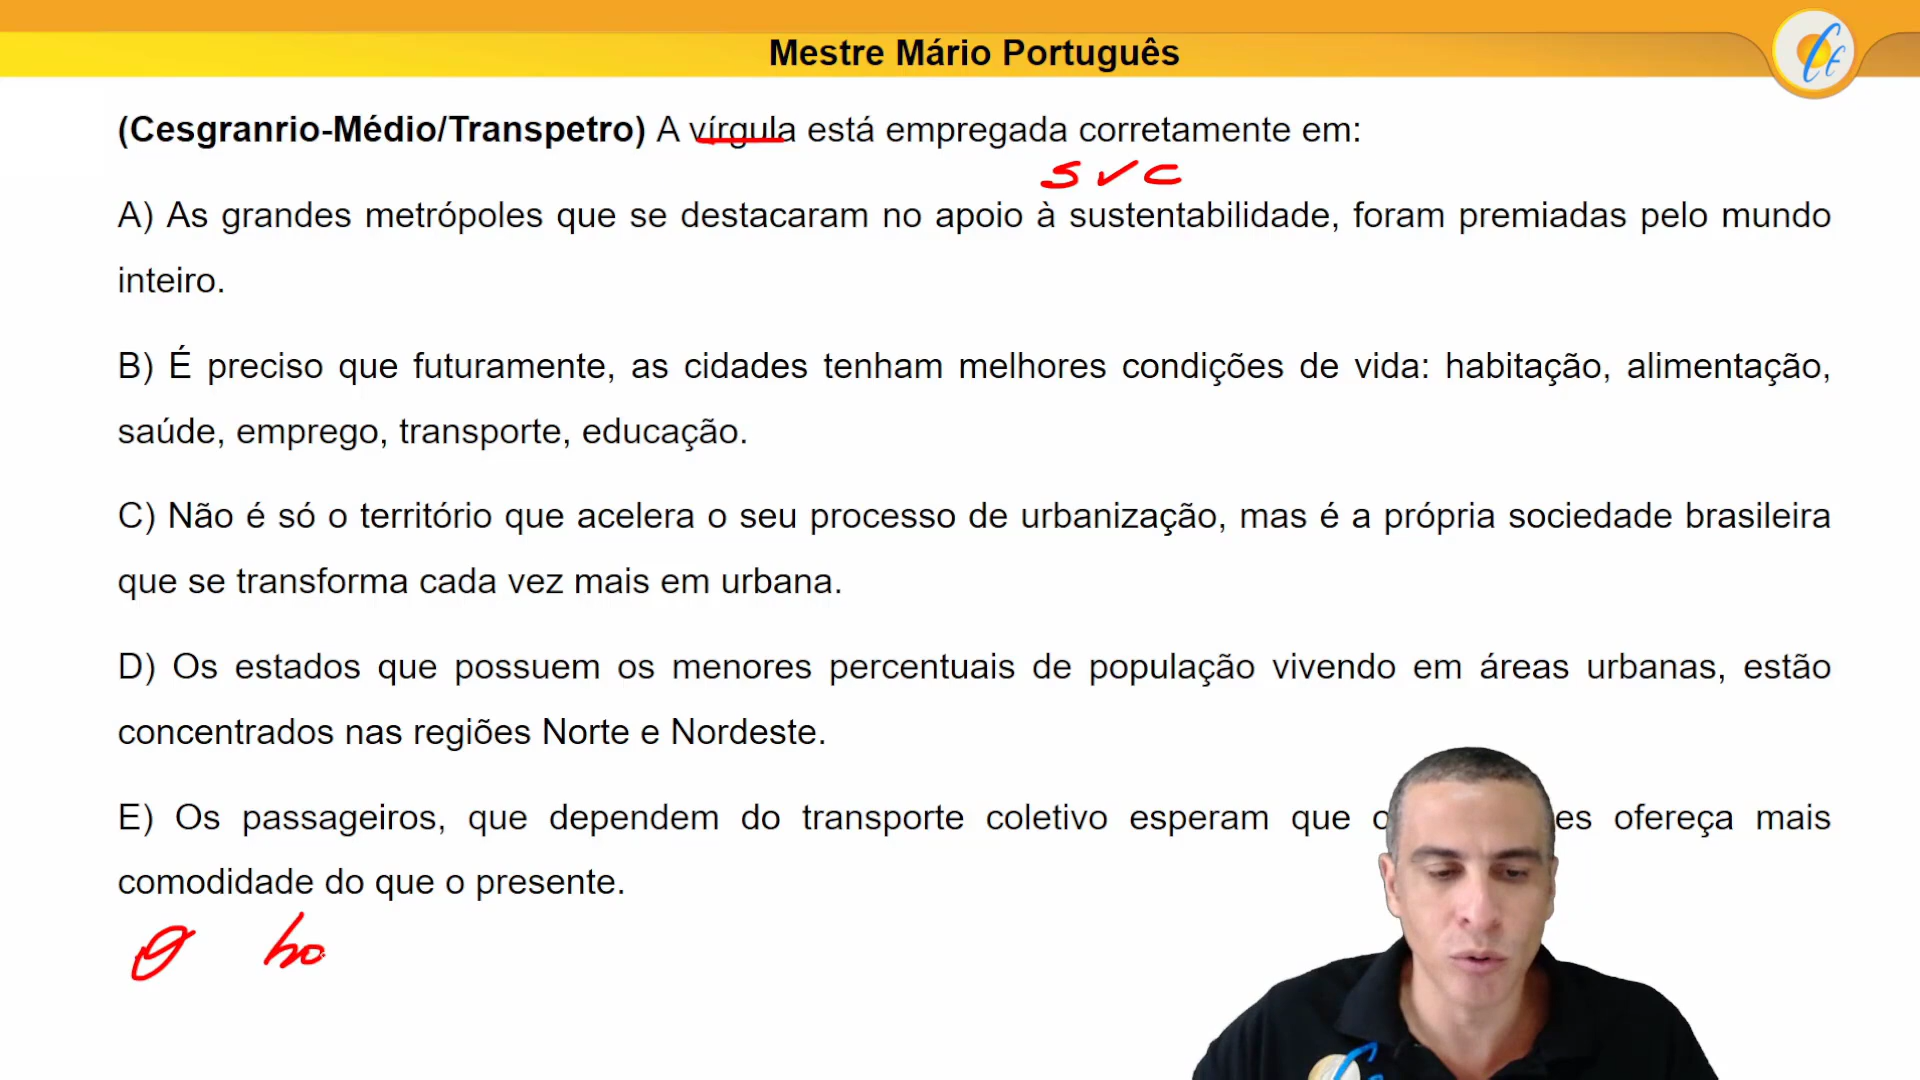 Mestre Mário Português
(Cesgranrio-Médio/Transpetro) A vírgula está empregada corretamente em:
S V C
A) As grandes metrópoles que se destacaram no apoio à sustentabilidade, foram premiadas pelo mundo
inteiro.
B) É preciso que futuramente, as cidades tenham melhores condições de vida: habitação, alimentação,
saúde, emprego, transporte, educação.
C) Não é só o território que acelera o seu processo de urbanização, mas é a própria sociedade brasileira
que se transforma cada vez mais em urbana.
D) Os estados que possuem os menores percentuais de população vivendo em áreas urbanas, estão
concentrados nas regiões Norte e Nordeste.
E) Os passageiros, que dependem do transporte coletivo esperam que ofereça mais
comodidade do que o presente.
O ho